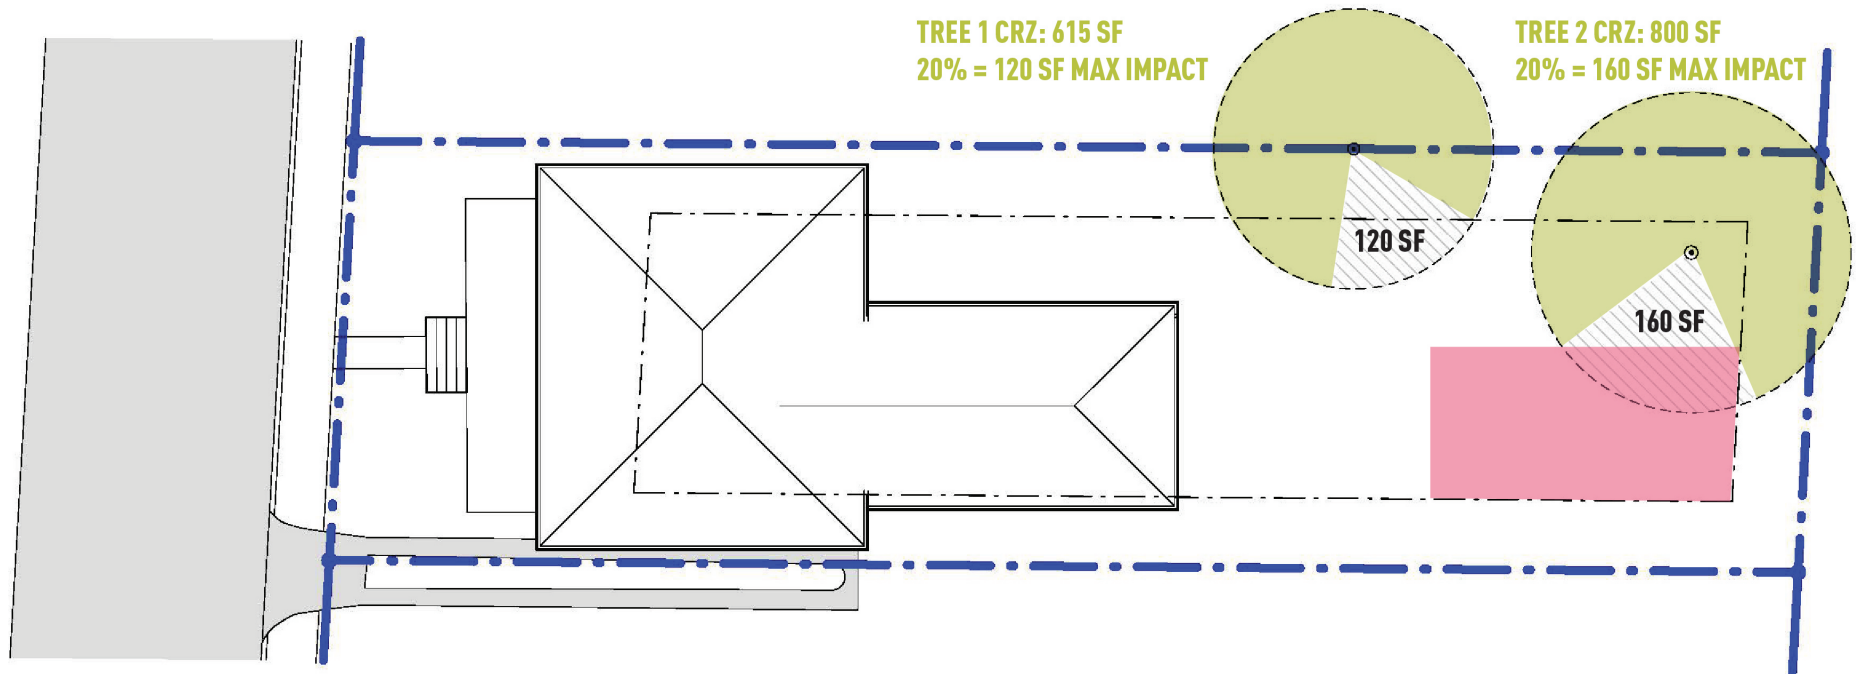 TREE 1 CRZ: 615 SF
20% = 120 SF MAX IMPACT
TREE 2 CRZ: 800 SF
20% = 160 SF MAX IMPACT
120 SF
160 SF